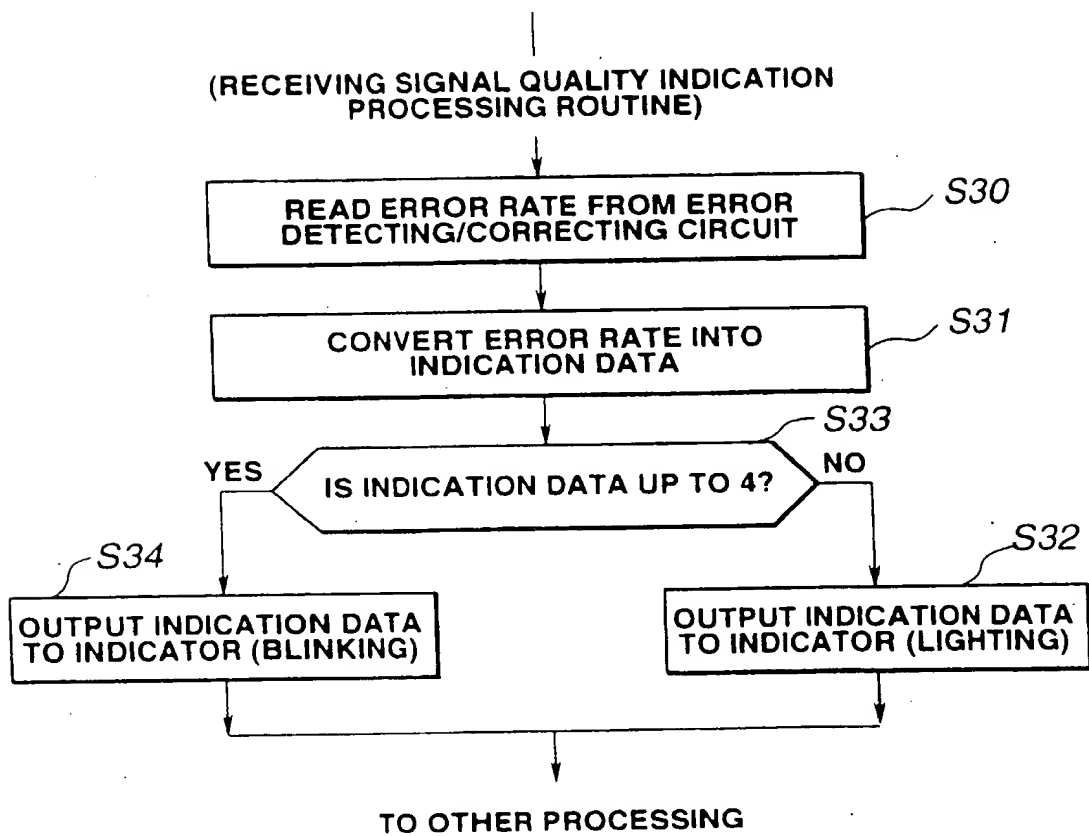 (RECEIVING SIGNAL QUALITY INDICATION
PROCESSING ROUTINE)
S30
READ ERROR RATE FROM ERROR
DETECTING/CORRECTING CIRCUIT
S31
CONVERT ERROR RATE INTO
INDICATION DATA
S33
YES
IS INDICATION DATA UP TO 4?
NO
S34
OUTPUT INDICATION DATA
TO INDICATOR (BLINKING)
S32
OUTPUT INDICATION DATA
TO INDICATOR (LIGHTING)
TO OTHER PROCESSING